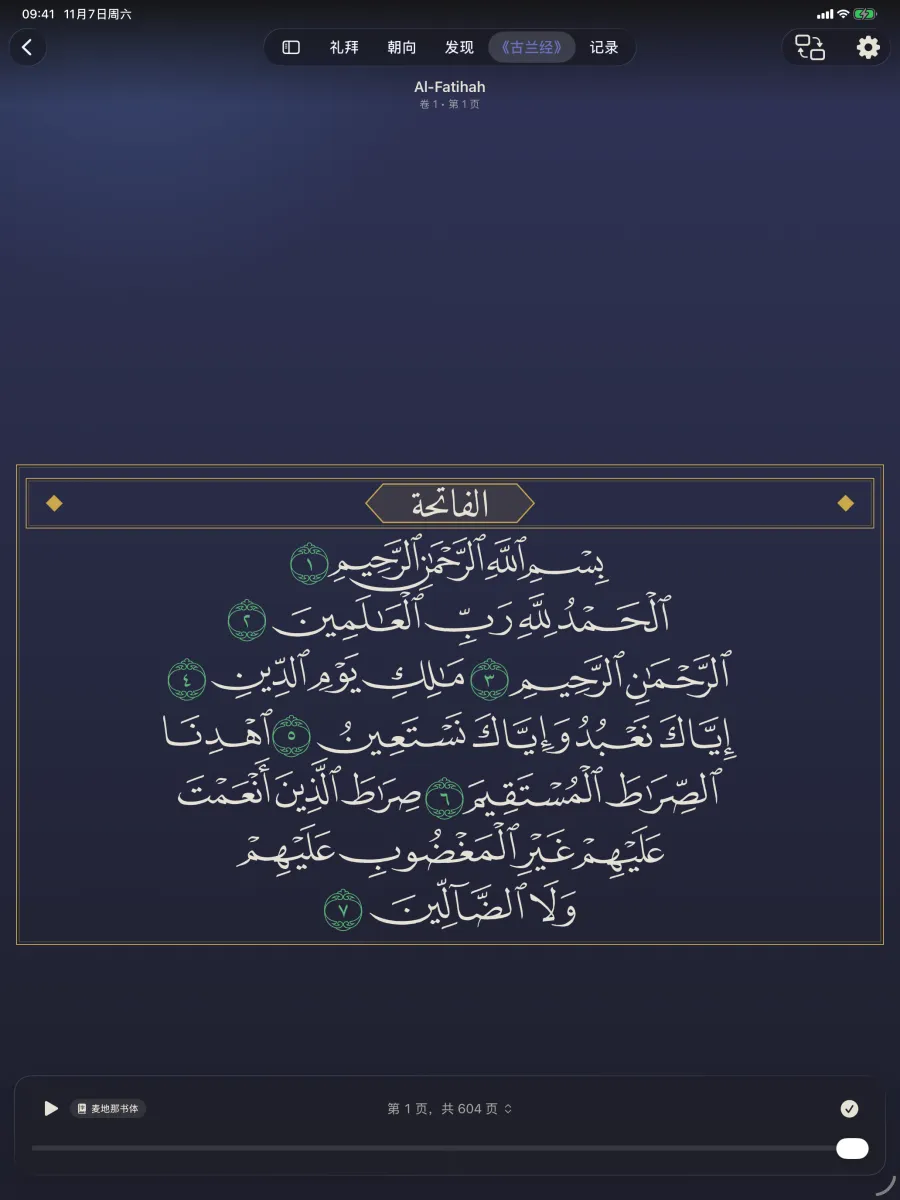 09:41 11月7日周六
礼拜 朝向 发现 《古兰经》 记录
Al-Fatihah
卷 1 • 第 1 页
الفاتحة
بِسْمِ ٱللَّهِ ٱلرَّحْمَٰنِ ٱلرَّحِيمِ ١
ٱلْحَمْدُ لِلَّهِ رَبِّ ٱلْعَٰلَمِينَ ٢
ٱلرَّحْمَٰنِ ٱلرَّحِيمِ ٣ مَٰلِكِ يَوْمِ ٱلدِّينِ ٤
إِيَّاكَ نَعْبُدُ وَإِيَّاكَ نَسْتَعِينُ ٥ ٱهْدِنَا
ٱلصِّرَٰطَ ٱلْمُسْتَقِيمَ ٦ صِرَٰطَ ٱلَّذِينَ أَنْعَمْتَ
عَلَيْهِمْ غَيْرِ ٱلْمَغْضُوبِ عَلَيْهِمْ
وَلَا ٱلضَّآلِّينَ ٧
麦地那书体
第 1 页，共 604 页